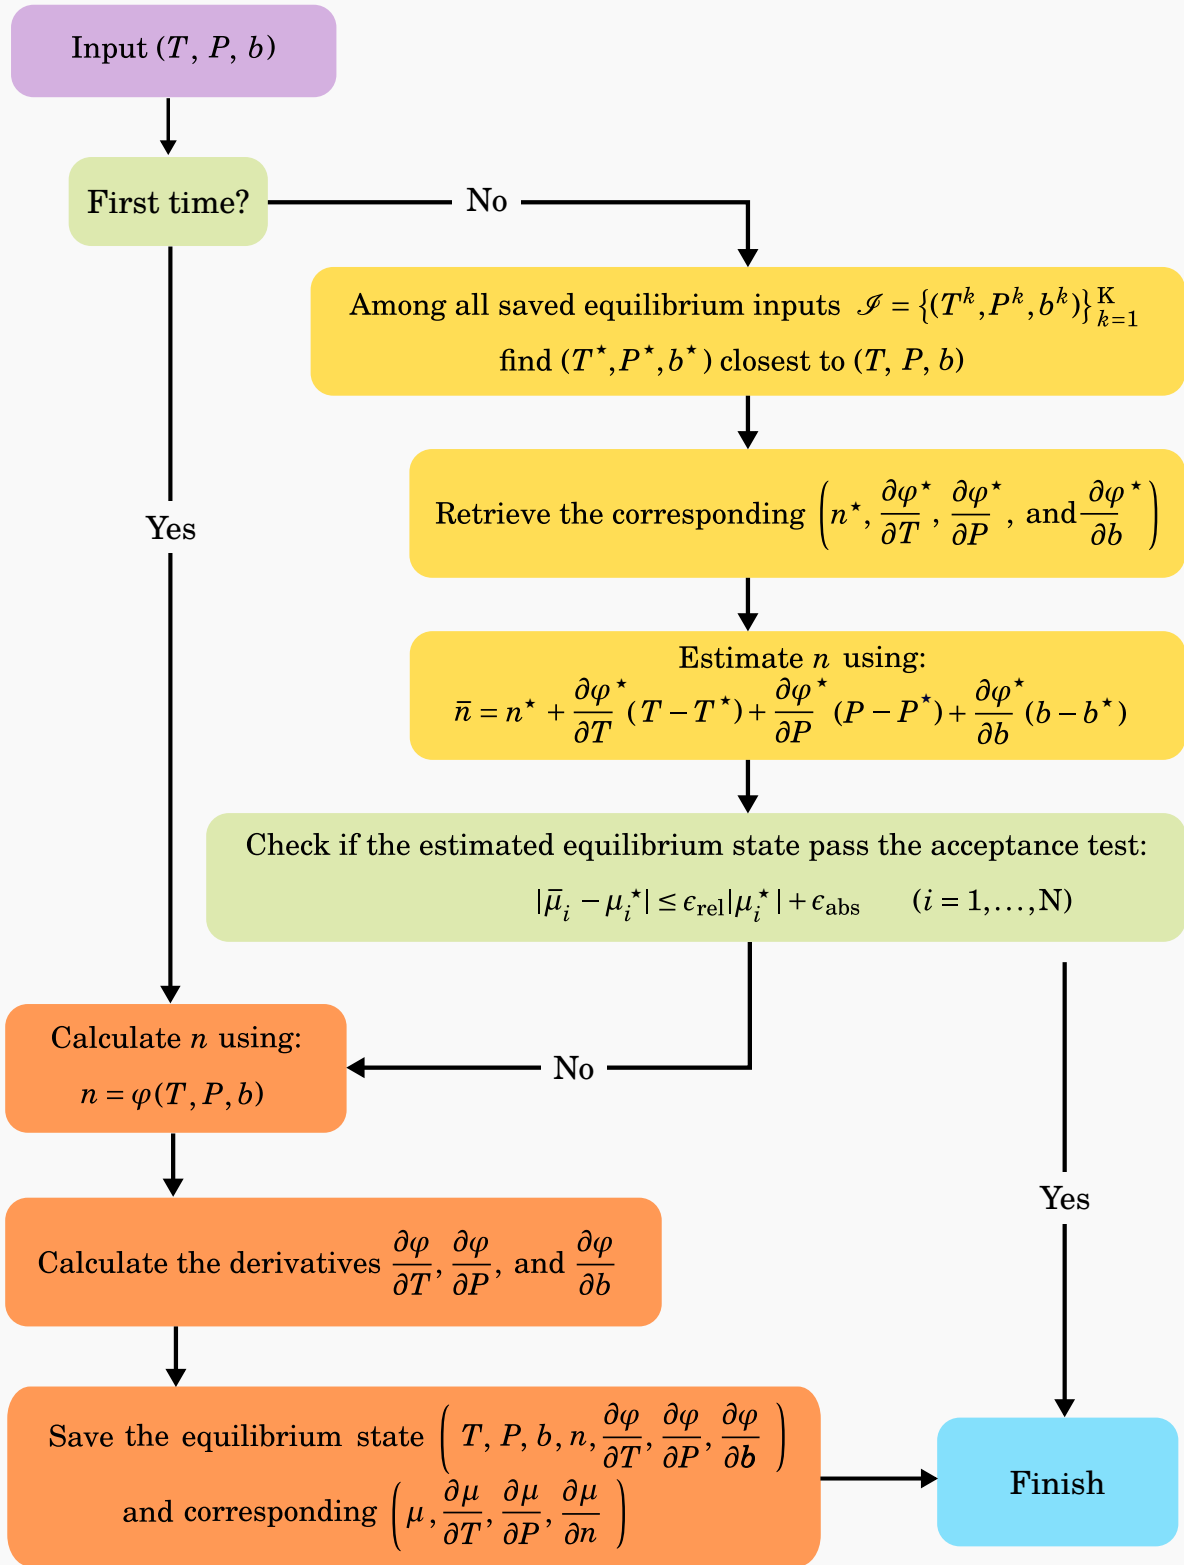 Input (T, P, b)
First time?
No
Among all saved equilibrium inputs 𝓘 = {(T^k, P^k, b^k)}_{k=1}^K
find (T^★, P^★, b^★) closest to (T, P, b)
Retrieve the corresponding (n^★, ∂φ^★/∂T, ∂φ^★/∂P, and ∂φ^★/∂b)
Yes
Estimate n using:
n̄ = n^★ + ∂φ^★/∂T (T − T^★) + ∂φ^★/∂P (P − P^★) + ∂φ^★/∂b (b − b^★)
Check if the estimated equilibrium state pass the acceptance test:
|μ̄_i − μ_i^★| ≤ ϵ_rel |μ_i^★| + ϵ_abs (i = 1,…,N)
Calculate n using:
n = φ(T, P, b)
No
Yes
Calculate the derivatives ∂φ/∂T, ∂φ/∂P, and ∂φ/∂b
Save the equilibrium state (T, P, b, n, ∂φ/∂T, ∂φ/∂P, ∂φ/∂b)
and corresponding (μ, ∂μ/∂T, ∂μ/∂P, ∂μ/∂n)
Finish